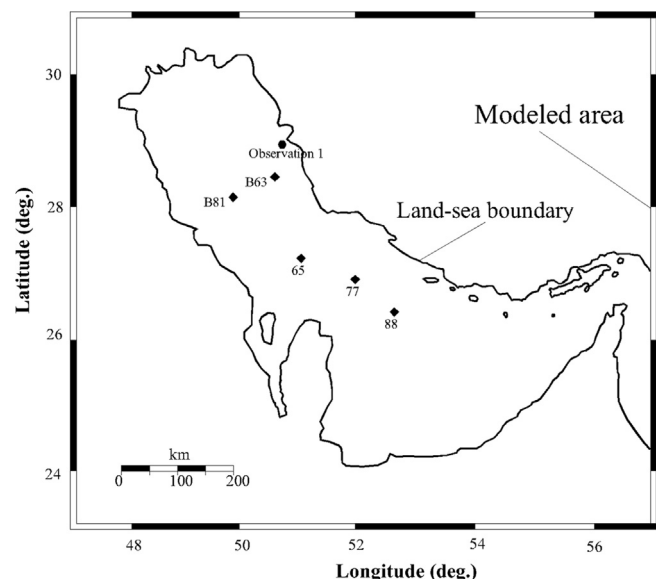 30
Modeled area
Observation 1
28
B63
B81
Land-sea boundary
Latitude (deg.)
65
77
88
26
km
0 100 200
24
48 50 52 54 56
Longitude (deg.)